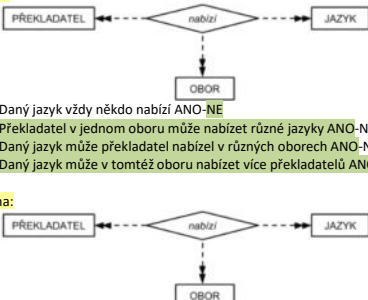 PŘEKLADATEL nabízí JAZYK
OBOR
Daný jazyk vždy někdo nabízí ANO-NE
Překladatel v jednom oboru může nabízet různé jazyky ANO-N
Daný jazyk může překladatel nabízel v různých oborech ANO-N
Daný jazyk může v tomtéž oboru nabízet více překladatelů ANO
na:
PŘEKLADATEL nabízí JAZYK
OBOR